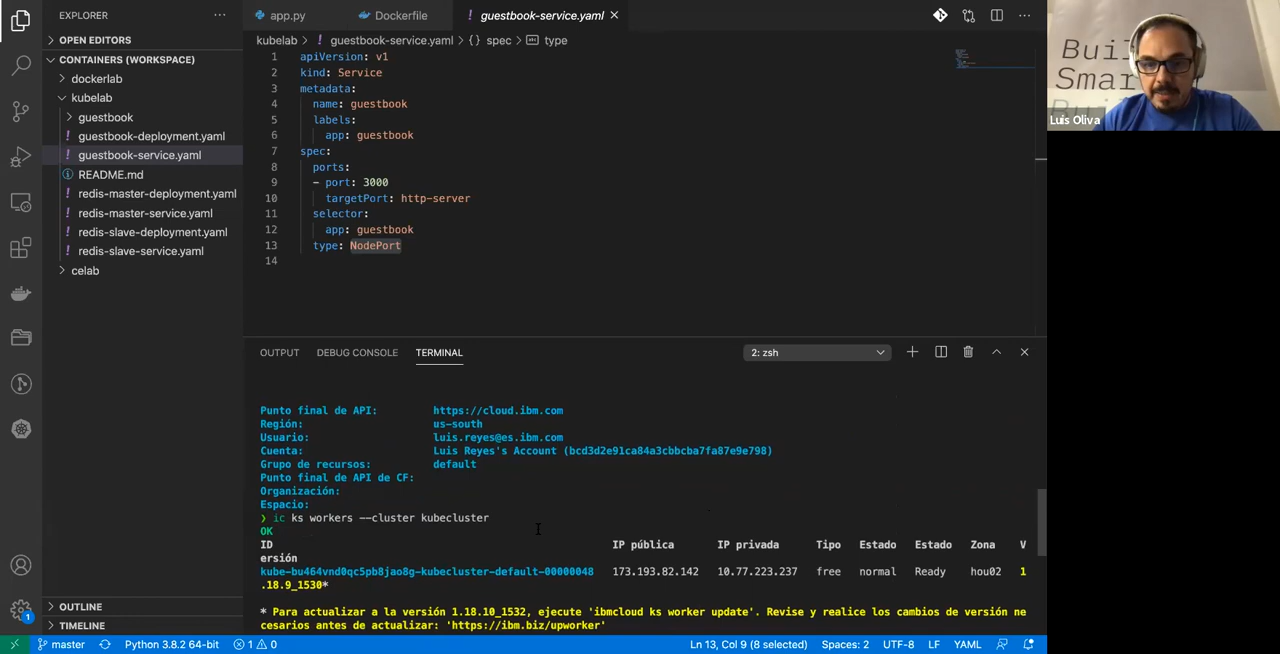 EXPLORER
OPEN EDITORS
CONTAINERS (WORKSPACE)
dockerlab
kubelab
guestbook
! guestbook-deployment.yaml
! guestbook-service.yaml
README.md
! redis-master-deployment.yaml
! redis-master-service.yaml
! redis-slave-deployment.yaml
! redis-slave-service.yaml
celab
OUTLINE
TIMELINE
app.py
Dockerfile
! guestbook-service.yaml
kubelab > ! guestbook-service.yaml > {} spec > abc type
1 apiVersion: v1
2 kind: Service
3 metadata:
4 name: guestbook
5 labels:
6 app: guestbook
7 spec:
8 ports:
9 - port: 3000
10 targetPort: http-server
11 selector:
12 app: guestbook
13 type: NodePort
14
OUTPUT DEBUG CONSOLE TERMINAL 2: zsh
Punto final de API: https://cloud.ibm.com
Región: us-south
Usuario: luis.reyes@es.ibm.com
Cuenta: Luis Reyes's Account (bcd3d2e91ca84a3cbbcba7fa87e9e798)
Grupo de recursos: default
Punto final de API de CF:
Organización:
Espacio:
❯ ic ks workers --cluster kubecluster
OK
ID IP pública IP privada Tipo Estado Estado Zona V
ersión
kube-bu464vnd0qc5pb8jao8g-kubecluster-default-00000048 173.193.82.142 10.77.223.237 free normal Ready hou02 1
.18.9_1530*
* Para actualizar a la versión 1.18.10_1532, ejecute 'ibmcloud ks worker update'. Revise y realice los cambios de versión ne
cesarios antes de actualizar: 'https://ibm.biz/upworker'
1
master Python 3.8.2 64-bit 1 0 Ln 13, Col 9 (8 selected) Spaces: 2 UTF-8 LF YAML
Luis Oliva